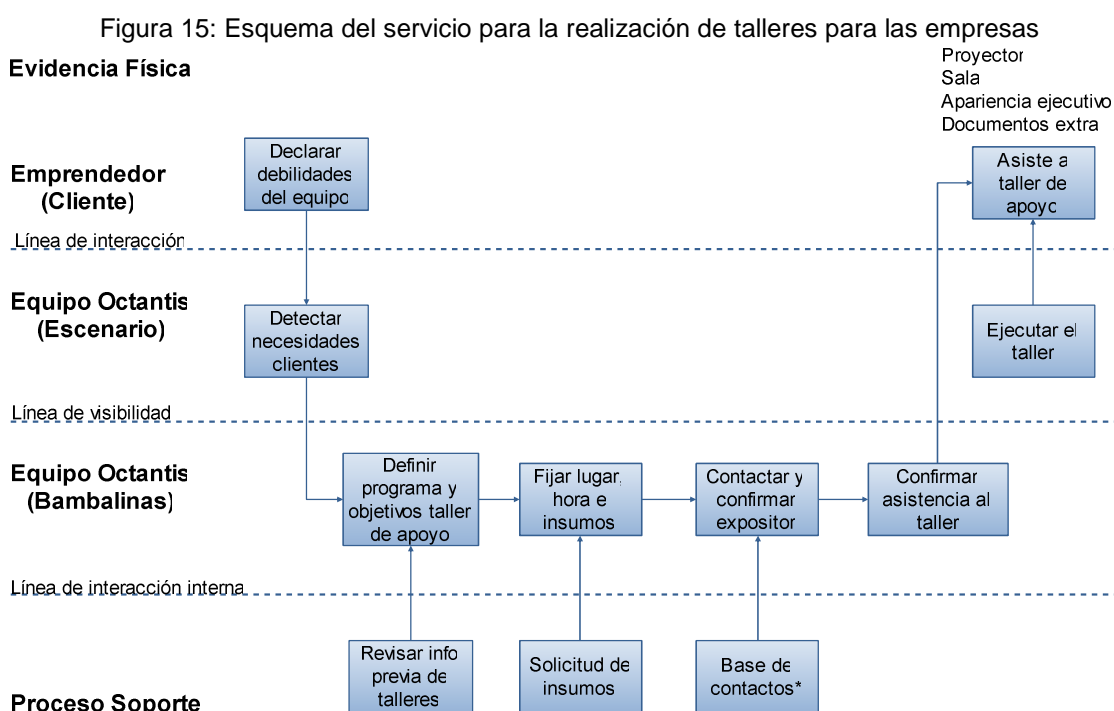 Figura 15: Esquema del servicio para la realización de talleres para las empresas
Evidencia Física
Proyector
Sala
Apariencia ejecutivo
Documentos extra
Emprendedor
(Cliente)
Declarar
debilidades
del equipo
Asiste a
taller de
apoyo
Línea de interacción
Equipo Octantis
(Escenario)
Detectar
necesidades
clientes
Ejecutar el
taller
Línea de visibilidad
Equipo Octantis
(Bambalinas)
Definir
programa y
objetivos taller
de apoyo
Fijar lugar,
hora e
insumos
Contactar y
confirmar
expositor
Confirmar
asistencia al
taller
Línea de interacción interna
Proceso Soporte
Revisar info
previa de
talleres
Solicitud de
insumos
Base de
contactos*